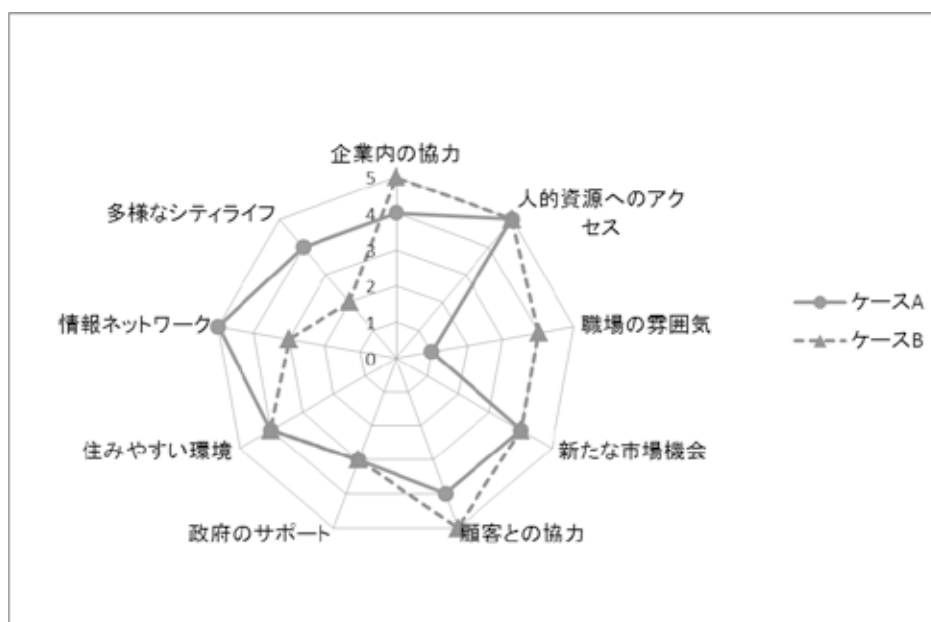 企業内の協力
人的資源へのアク
セス
職場の雰囲気
新たな市場機会
顧客との協力
政府のサポート
住みやすい環境
情報ネットワーク
多様なシティライフ
5
4
3
2
1
0
ケースA
ケースB